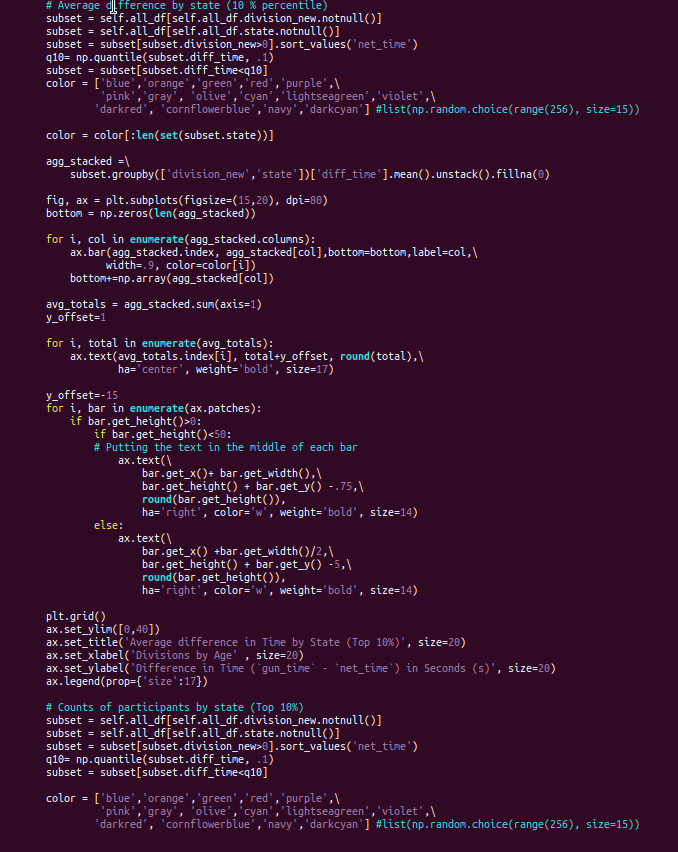 # Average difference by state (10 % percentile)
subset = self.all_df[self.all_df.division_new.notnull()]
subset = self.all_df[self.all_df.state.notnull()]
subset = subset[subset.division_new>0].sort_values('net_time')
q10= np.quantile(subset.diff_time, .1)
subset = subset[subset.diff_time<q10]
color = ['blue','orange','green','red','purple',\
'pink','gray', 'olive','cyan','lightseagreen','violet',\
'darkred', 'cornflowerblue','navy','darkcyan'] #list(np.random.choice(range(256), size=15))
color = color[:len(set(subset.state))]
agg_stacked =\
subset.groupby(['division_new','state'])['diff_time'].mean().unstack().fillna(0)
fig, ax = plt.subplots(figsize=(15,20), dpi=80)
bottom = np.zeros(len(agg_stacked))
for i, col in enumerate(agg_stacked.columns):
ax.bar(agg_stacked.index, agg_stacked[col],bottom=bottom,label=col,\
width=.9, color=color[i])
bottom+=np.array(agg_stacked[col])
avg_totals = agg_stacked.sum(axis=1)
y_offset=1
for i, total in enumerate(avg_totals):
ax.text(avg_totals.index[i], total+y_offset, round(total),\
ha='center', weight='bold', size=17)
y_offset=-15
for i, bar in enumerate(ax.patches):
if bar.get_height()>0:
if bar.get_height()<50:
# Putting the text in the middle of each bar
ax.text(\
bar.get_x()+ bar.get_width(),\
bar.get_height() + bar.get_y() -.75,\
round(bar.get_height()),
ha='right', color='w', weight='bold', size=14)
else:
ax.text(\
bar.get_x() +bar.get_width()/2,\
bar.get_height() + bar.get_y -5,\
round(bar.get_height()),
ha='right', color='w', weight='bold', size=14)
plt.grid()
ax.set_ylim([0,40])
ax.set_title('Average difference in Time by State (Top 10%)', size=20)
ax.set_xlabel('Divisions by Age' , size=20)
ax.set_ylabel('Difference in Time (`gun_time` - `net_time`) in Seconds (s)', size=20)
ax.legend(prop={'size':17})
# Counts of participants by state (Top 10%)
subset = self.all_df[self.all_df.division_new.notnull()]
subset = self.all_df[self.all_df.state.notnull()]
subset = subset[subset.division_new>0].sort_values('net_time')
q10= np.quantile(subset.diff_time, .1)
subset = subset[subset.diff_time<q10]
color = ['blue','orange','green','red','purple',\
'pink','gray', 'olive','cyan','lightseagreen','violet',\
'darkred', 'cornflowerblue','navy','darkcyan'] #list(np.random.choice(range(256), size=15))